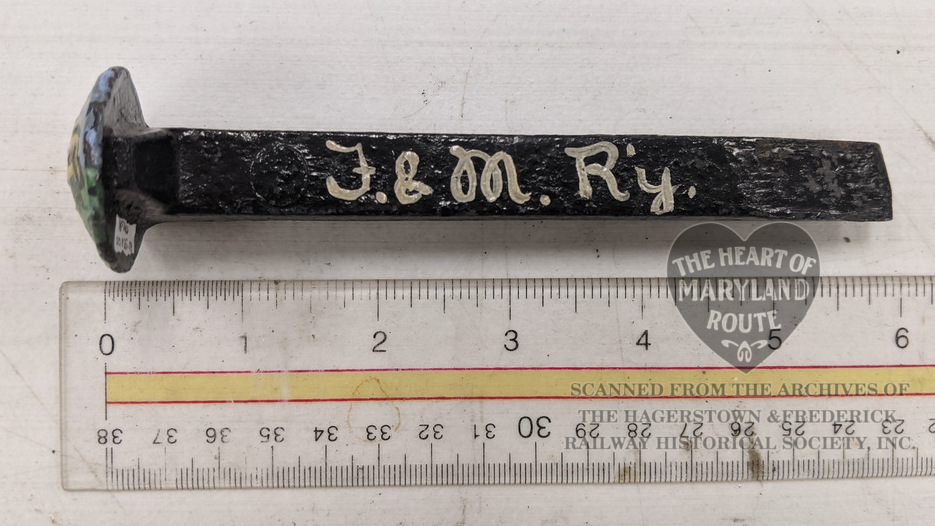 F. & M. R'y.
THE HEART OF
MARYLAND
ROUTE
0 1 2 3 4 5 6
SCANNED FROM THE ARCHIVES OF
THE HAGERSTOWN & FREDERICK
RAILWAY HISTORICAL SOCIETY, INC.
38 37 36 35 34 33 32 31 30 29 28 27 26 25 24 23